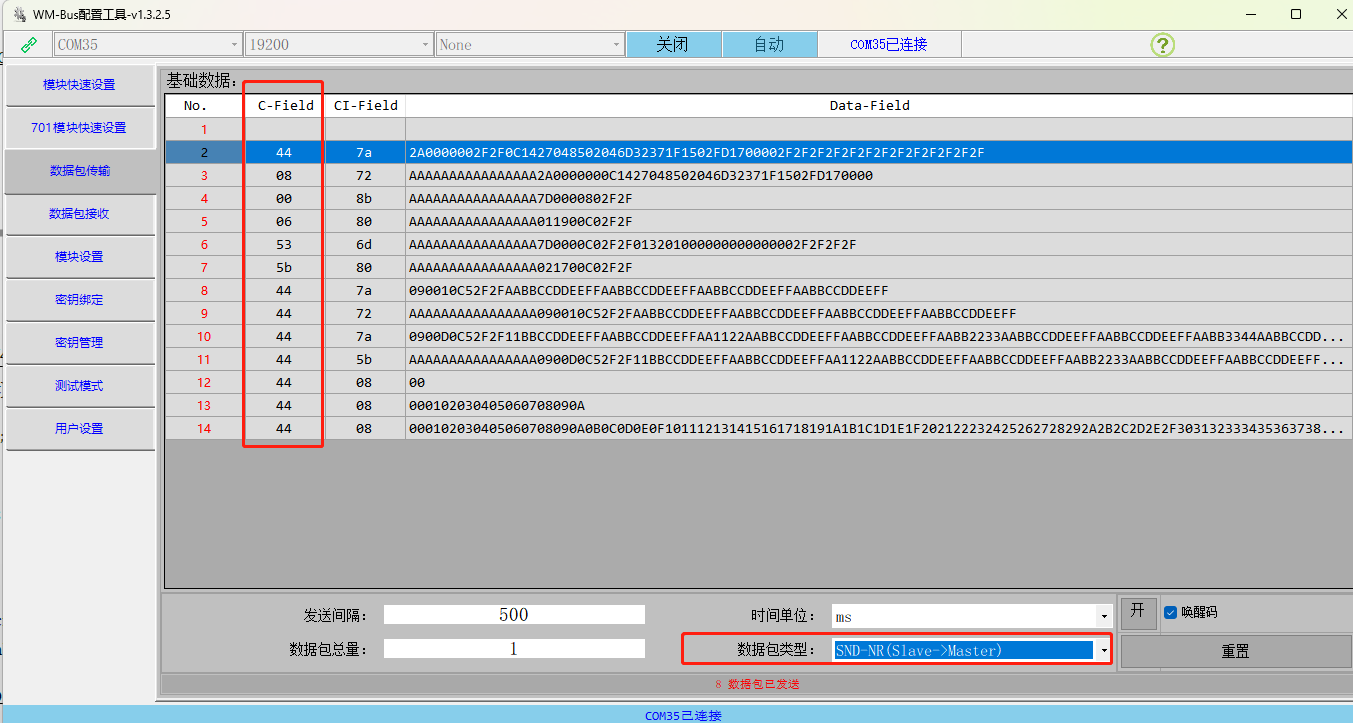 WM-Bus配置工具-v1.3.2.5
COM35 19200 None 关闭 自动 COM35已连接 ?
模块快速设置
701模块快速设置
数据包传输
数据包接收
模块设置
密钥绑定
密钥管理
测试模式
用户设置
基础数据:
No. C-Field CI-Field Data-Field
1
2 44 7a 2A0000002F2F0C1427048502046D32371F1502FD1700002F2F2F2F2F2F2F2F2F2F2F2F2F
3 08 72 AAAAAAAAAAAAAAAA2A0000000C1427048502046D32371F1502FD170000
4 00 8b AAAAAAAAAAAAAAAA7D0000802F2F
5 06 80 AAAAAAAAAAAAAAAA011900C02F2F
6 53 6d AAAAAAAAAAAAAAAA7D0000C02F2F013201000000000000002F2F2F2F
7 5b 80 AAAAAAAAAAAAAAAA021700C02F2F
8 44 7a 090010C52F2FAABBCCDDEEFFAABBCCDDEEFFAABBCCDDEEFFAABBCCDDEEFF
9 44 72 AAAAAAAAAAAAAAAA090010C52F2FAABBCCDDEEFFAABBCCDDEEFFAABBCCDDEEFFAABBCCDDEEFF
10 44 7a 0900D0C52F2F11BBCCDDEEFFAABBCCDDEEFFAA1122AABBCCDDEEFFAABBCCDDEEFFAABB2233AABBCCDDEEFFAABBCCDDEEFFAABB3344AABBCCDD...
11 44 5b AAAAAAAAAAAAAAAA0900D0C52F2F11BBCCDDEEFFAABBCCDDEEFFAA1122AABBCCDDEEFFAABBCCDDEEFFAABB2233AABBCCDDEEFFAABBCCDDEEFF...
12 44 08 00
13 44 08 000102030405060708090A
14 44 08 000102030405060708090A0B0C0D0E0F101112131415161718191A1B1C1D1E1F202122232425262728292A2B2C2D2E2F303132333435363738...
发送间隔: 500 时间单位: ms 开 唤醒码
数据包总量: 1 数据包类型: SND-NR(Slave->Master) 重置
8 数据包已发送
COM35已连接